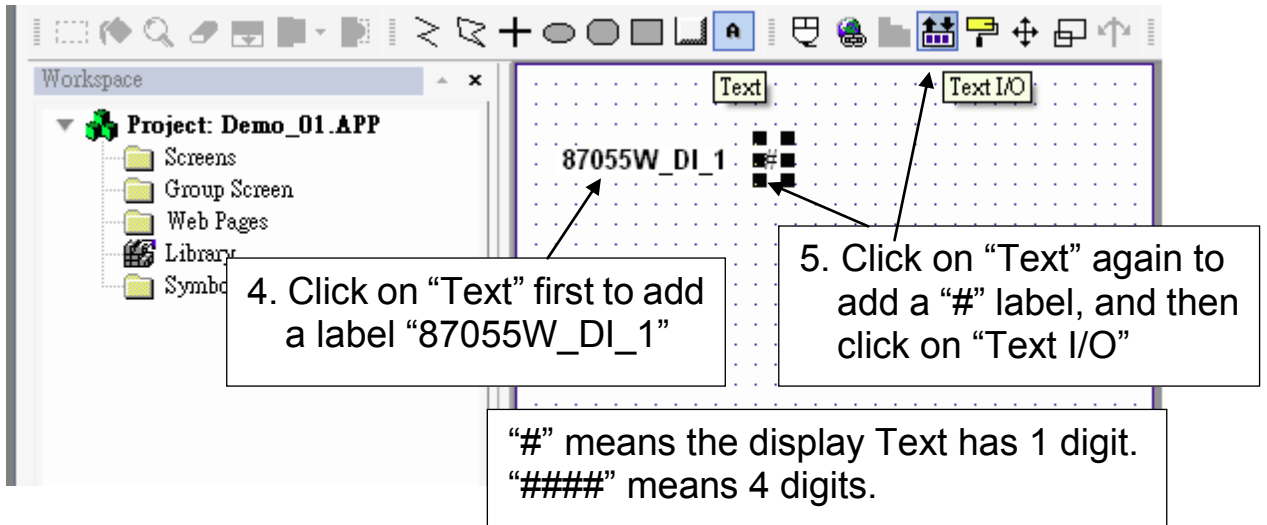 A
Workspace
Text
Text I/O
Project: Demo_01.APP
Screens
Group Screen
Web Pages
Library
Symbo
87055W_DI_1
#
4. Click on “Text” first to add
a label “87055W_DI_1”
5. Click on “Text” again to
add a “#” label, and then
click on “Text I/O”
“#” means the display Text has 1 digit.
“####” means 4 digits.